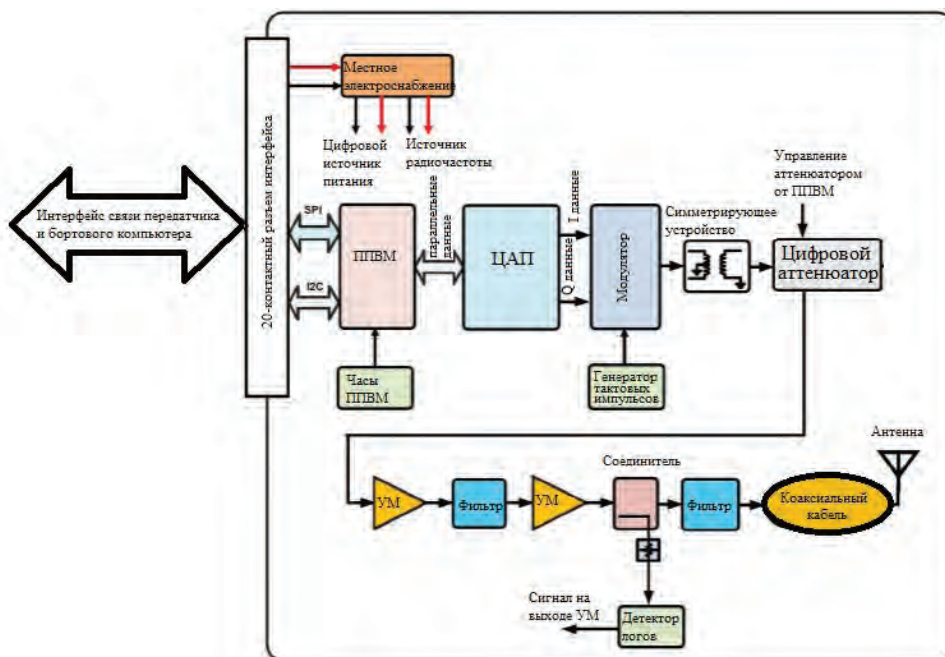 Местное
электроснабжение
Цифровой
источник
питания
Источник
радиочастоты
Управление
аттенюатором
от ППВМ
Интерфейс связи передатчика
и бортового компьютера
20-контактный разъем интерфейса
SPI
I2C
ППВМ
параллельные
данные
ЦАП
I данные
Q данные
Модулятор
Симметрирующее
устройство
Цифровой
аттенюатор
Часы
ППВМ
Генератор
тактовых
импульсов
Антенна
Соединитель
УМ
Фильтр
УМ
Фильтр
Коаксиальный
кабель
Сигнал на
выходе УМ
Детектор
логов